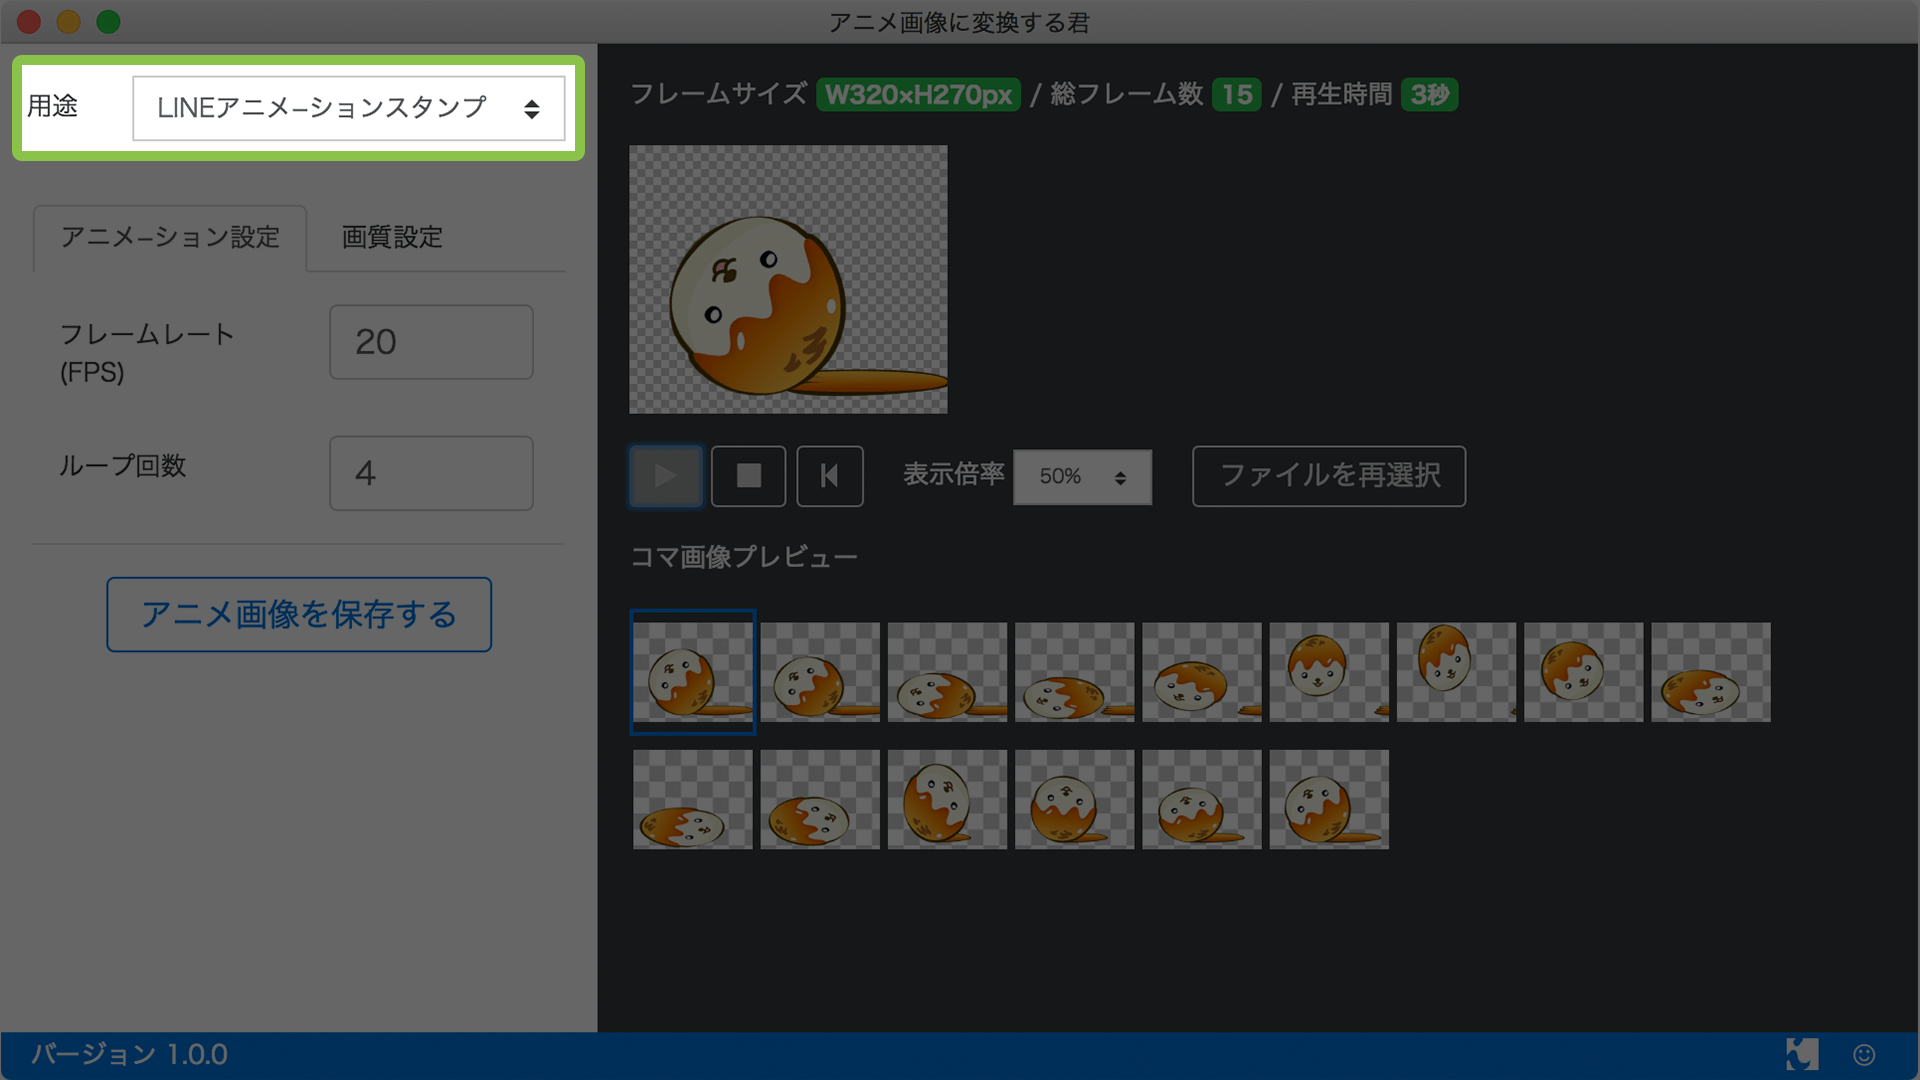 アニメ画像に変換する君
用途
LINEアニメーションスタンプ
アニメーション設定
画質設定
フレームレート
(FPS)
20
ループ回数
4
アニメ画像を保存する
フレームサイズ W320×H270px / 総フレーム数 15 / 再生時間 3秒
表示倍率
50%
ファイルを再選択
コマ画像プレビュー
バージョン 1.0.0